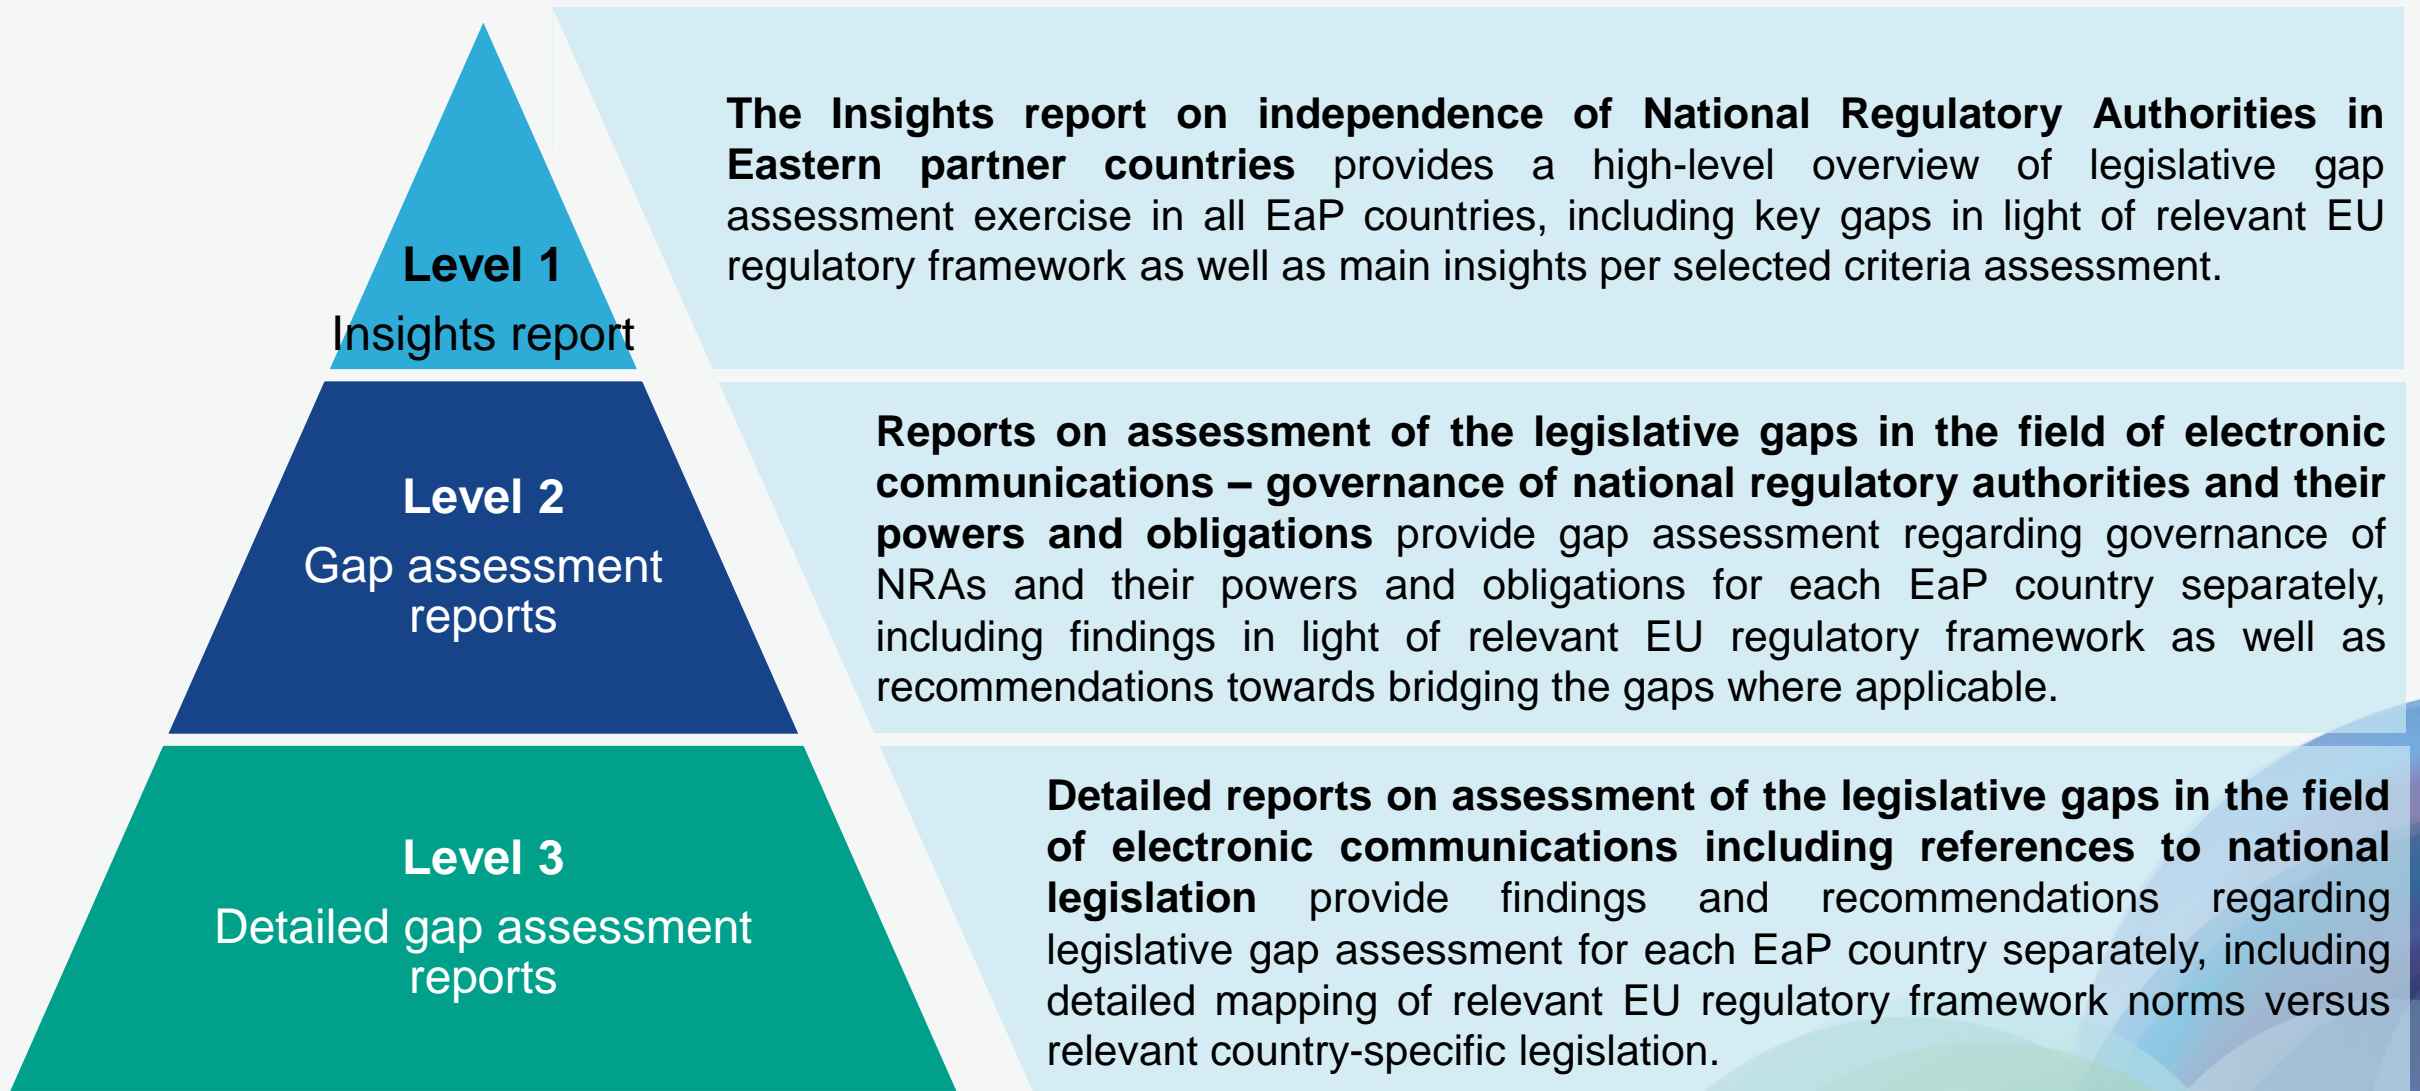 Level 1
Insights report
The Insights report on independence of National Regulatory Authorities in
Eastern partner countries provides a high-level overview of legislative gap
assessment exercise in all EaP countries, including key gaps in light of relevant EU
regulatory framework as well as main insights per selected criteria assessment.
Level 2
Gap assessment
reports
Reports on assessment of the legislative gaps in the field of electronic
communications – governance of national regulatory authorities and their
powers and obligations provide gap assessment regarding governance of
NRAs and their powers and obligations for each EaP country separately,
including findings in light of relevant EU regulatory framework as well as
recommendations towards bridging the gaps where applicable.
Level 3
Detailed gap assessment
reports
Detailed reports on assessment of the legislative gaps in the field
of electronic communications including references to national
legislation provide findings and recommendations regarding
legislative gap assessment for each EaP country separately, including
detailed mapping of relevant EU regulatory framework norms versus
relevant country-specific legislation.